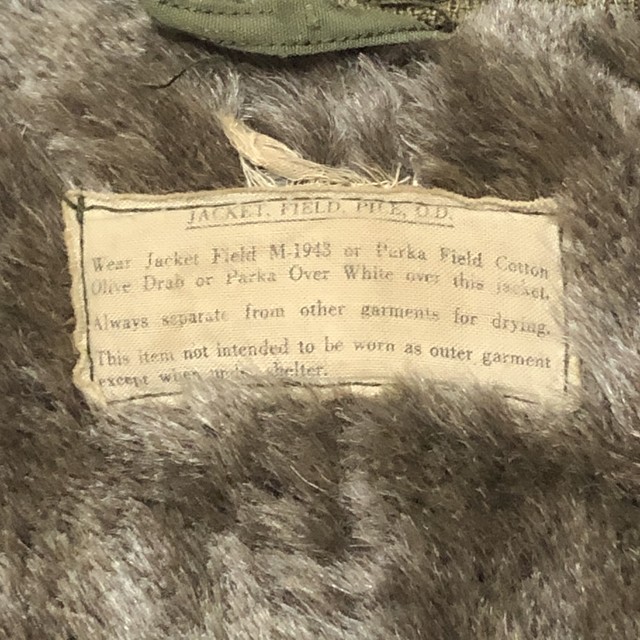 JACKET, FIELD, PILE, O.D.
Wear Jacket Field M-1943 or Parka Field Cotton
Olive Drab or Parka Over White over this jacket.
Always separate from other garments for drying.
This item not intended to be worn as outer garment
except when under shelter.